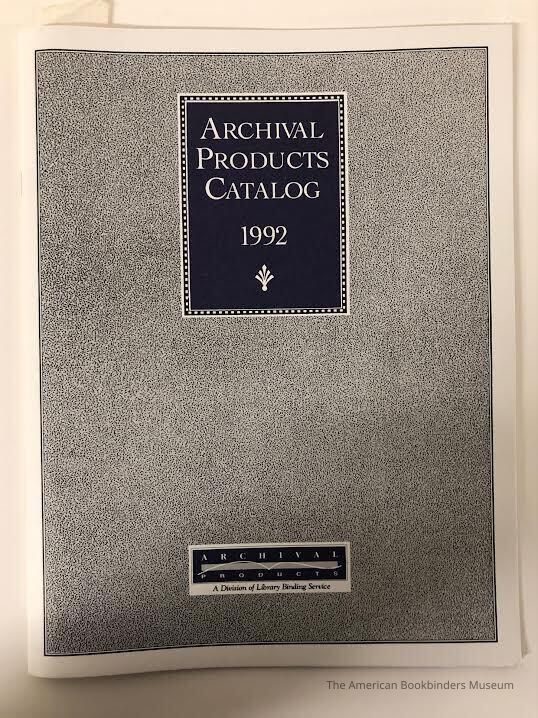 ARCHIVAL
PRODUCTS
CATALOG
1992
ARCHIVAL
PRODUCTS
A Division of Library Binding Service
The American Bookbinders Museum